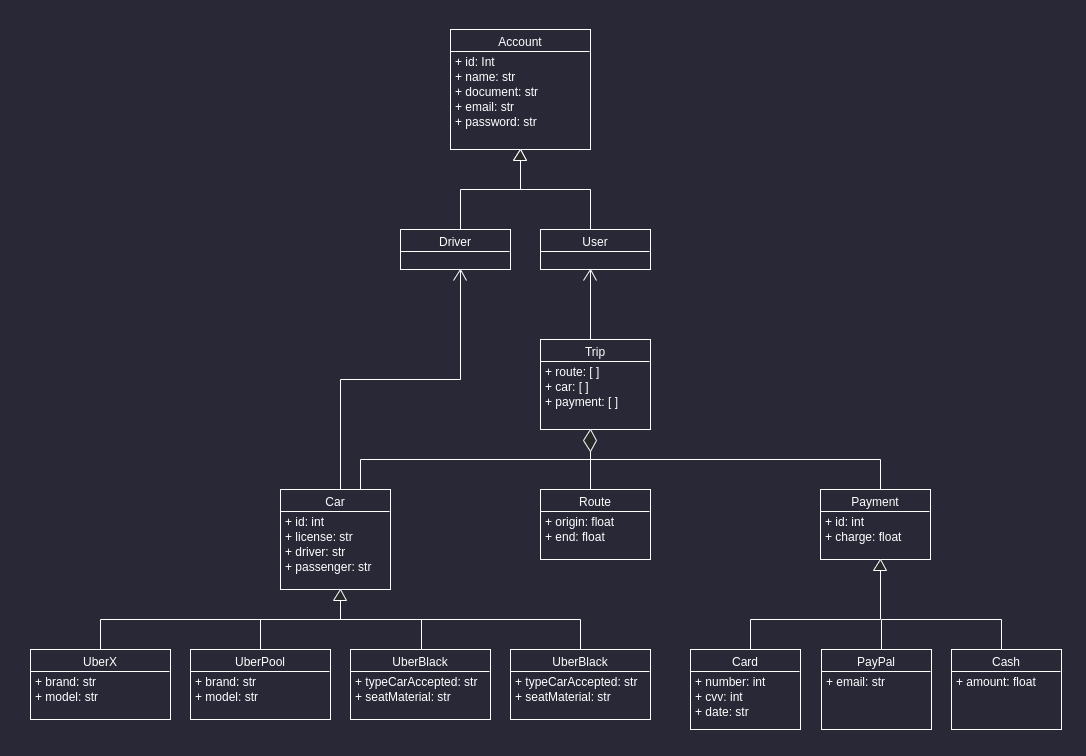 Account
+ id: Int
+ name: str
+ document: str
+ email: str
+ password: str
Driver
User
Trip
+ route: [ ]
+ car: [ ]
+ payment: [ ]
Car
+ id: int
+ license: str
+ driver: str
+ passenger: str
Route
+ origin: float
+ end: float
Payment
+ id: int
+ charge: float
UberX
+ brand: str
+ model: str
UberPool
+ brand: str
+ model: str
UberBlack
+ typeCarAccepted: str
+ seatMaterial: str
UberBlack
+ typeCarAccepted: str
+ seatMaterial: str
Card
+ number: int
+ cvv: int
+ date: str
PayPal
+ email: str
Cash
+ amount: float